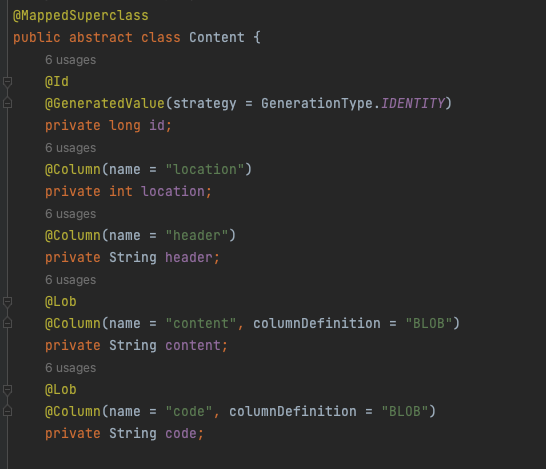 @MappedSuperclass
public abstract class Content {
6 usages
@Id
@GeneratedValue(strategy = GenerationType.IDENTITY)
private long id;
6 usages
@Column(name = "location")
private int location;
6 usages
@Column(name = "header")
private String header;
6 usages
@Lob
@Column(name = "content", columnDefinition = "BLOB")
private String content;
6 usages
@Lob
@Column(name = "code", columnDefinition = "BLOB")
private String code;